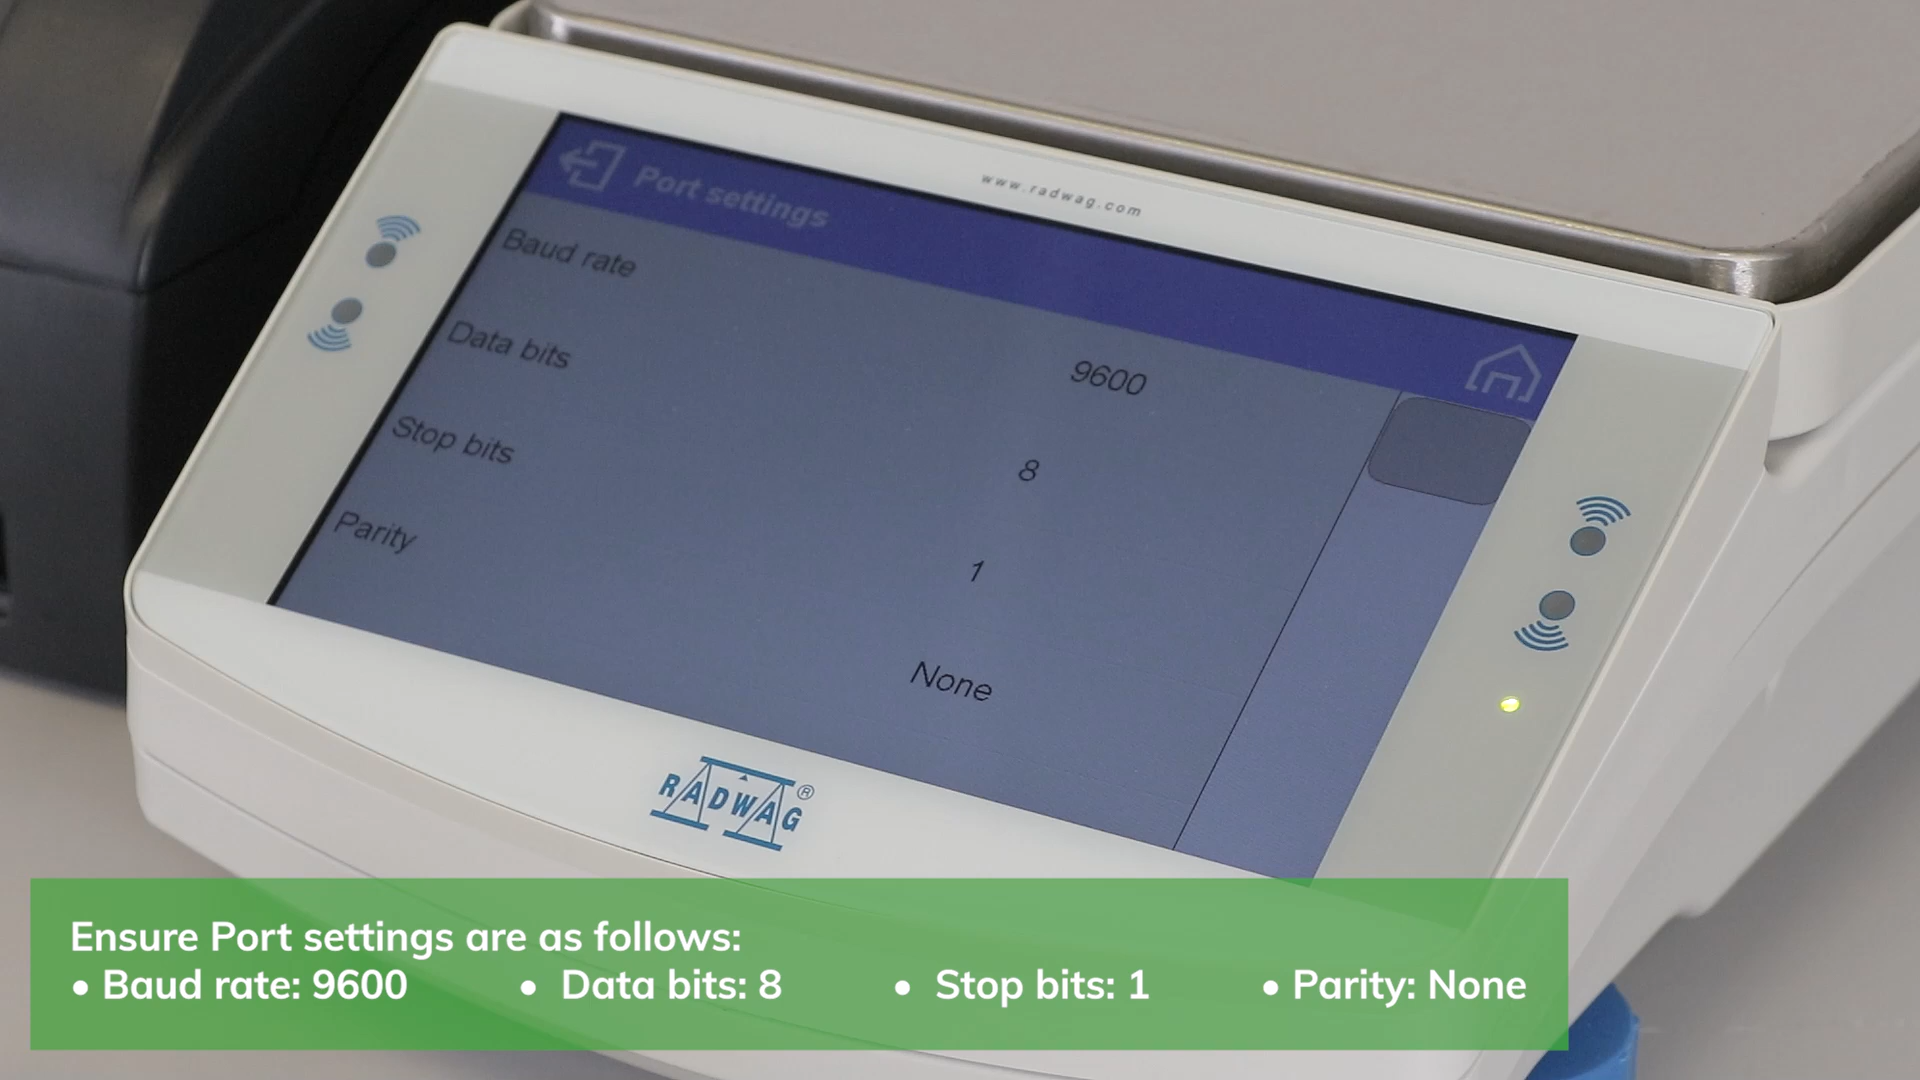 www.radwag.com
Port settings
Baud rate
9600
Data bits
8
Stop bits
1
Parity
None
RADWAG®
Ensure Port settings are as follows:
• Baud rate: 9600 • Data bits: 8 • Stop bits: 1 • Parity: None